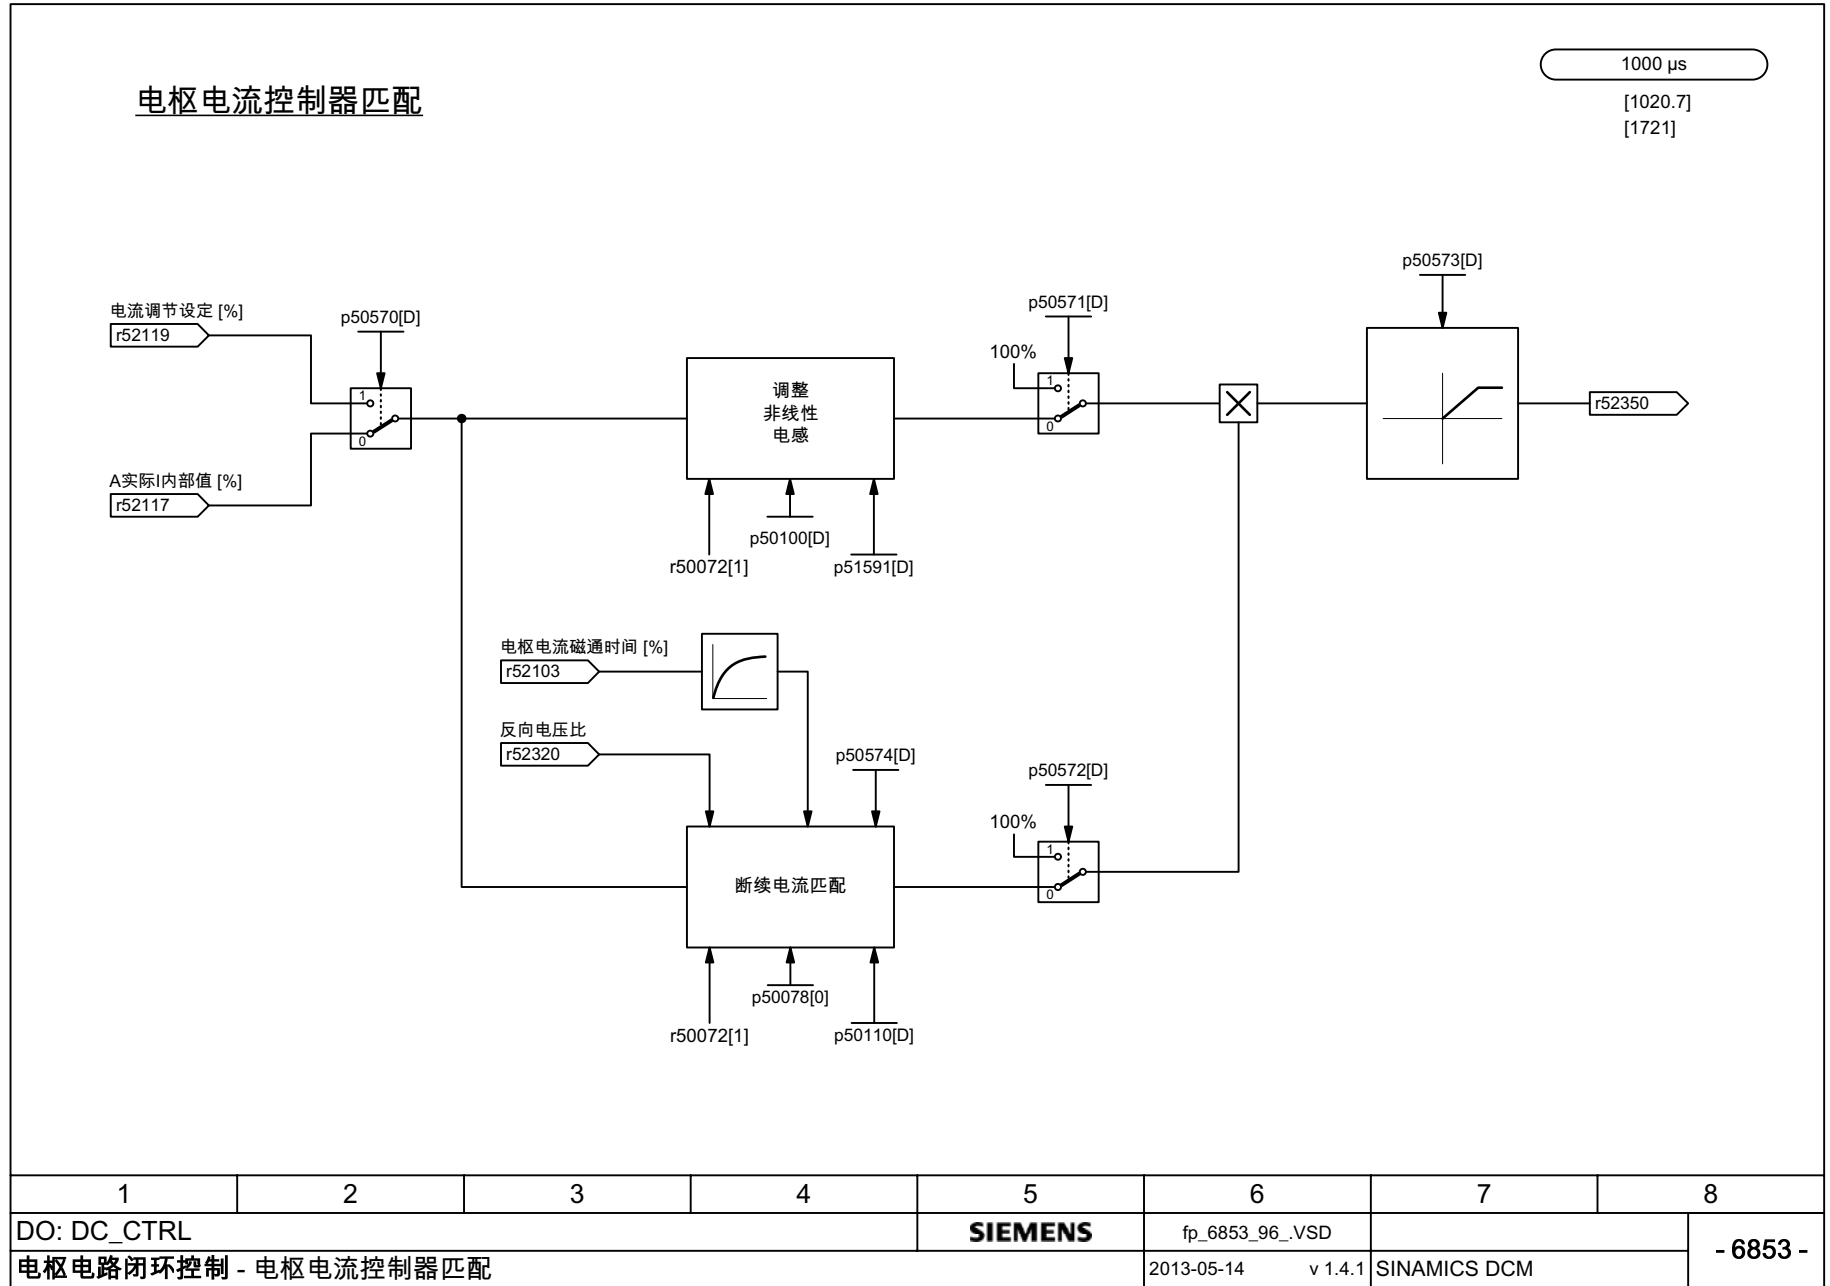 1000 µs
[1020.7]
[1721]
电枢电流控制器匹配
p50573[D]
电流调节设定 [%]
r52119
p50570[D]
p50571[D]
100%
1
0
调整
非线性
电感
1
0
r52350
A实际I内部值 [%]
r52117
p50100[D]
r50072[1]
p51591[D]
电枢电流磁通时间 [%]
r52103
反向电压比
r52320
p50574[D]
p50572[D]
100%
1
0
断续电流匹配
p50078[0]
r50072[1]
p50110[D]
1 2 3 4 5 6 7 8
DO: DC_CTRL
SIEMENS
fp_6853_96_.VSD
- 6853 -
电枢电路闭环控制 - 电枢电流控制器匹配
2013-05-14 v 1.4.1
SINAMICS DCM